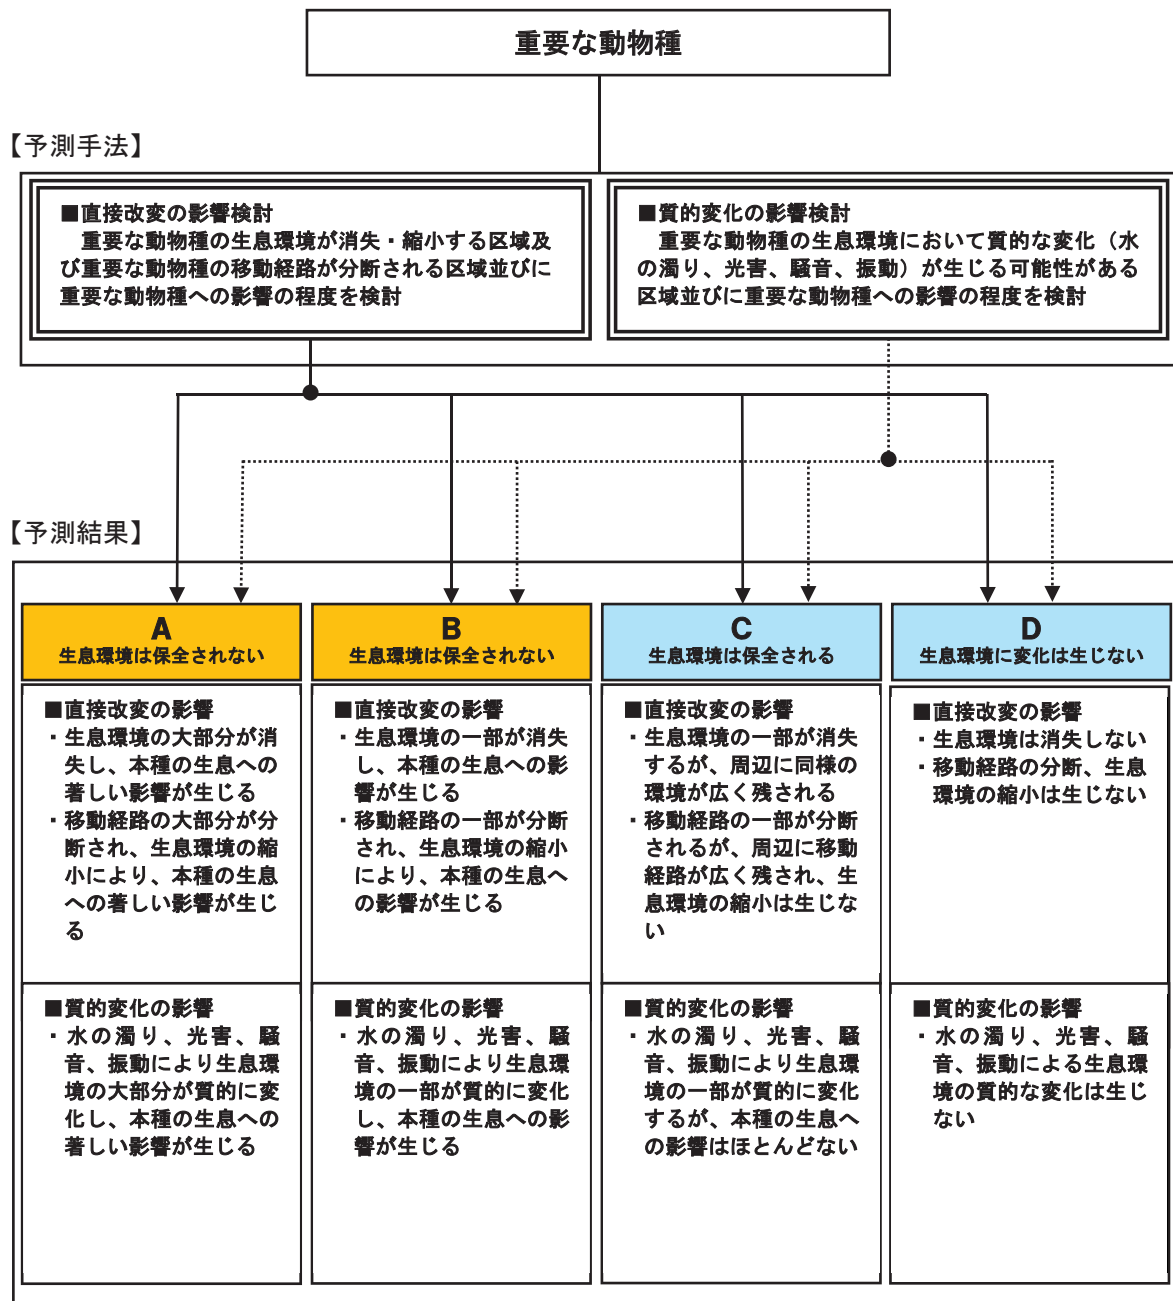 重要な動物種
【予測手法】
■直接改変の影響検討
重要な動物種の生息環境が消失・縮小する区域及
び重要な動物種の移動経路が分断される区域並びに
重要な動物種への影響の程度を検討
■質的変化の影響検討
重要な動物種の生息環境において質的な変化（水
の濁り、光害、騒音、振動）が生じる可能性がある
区域並びに重要な動物種への影響の程度を検討
【予測結果】
A
生息環境は保全されない
■直接改変の影響
・生息環境の大部分が消
失し、本種の生息への
著しい影響が生じる
・移動経路の大部分が分
断され、生息環境の縮
小により、本種の生息
への著しい影響が生じ
る
■質的変化の影響
・水の濁り、光害、騒
音、振動により生息環
境の大部分が質的に変
化し、本種の生息への
著しい影響が生じる
B
生息環境は保全されない
■直接改変の影響
・生息環境の一部が消失
し、本種の生息への影
響が生じる
・移動経路の一部が分断
され、生息環境の縮小
により、本種の生息へ
の影響が生じる
■質的変化の影響
・水の濁り、光害、騒
音、振動により生息環
境の一部が質的に変化
し、本種の生息への影
響が生じる
C
生息環境は保全される
■直接改変の影響
・生息環境の一部が消失
するが、周辺に同様の
環境が広く残される
・移動経路の一部が分断
されるが、周辺に移動
経路が広く残され、生
息環境の縮小は生じな
い
■質的変化の影響
・水の濁り、光害、騒
音、振動により生息環
境の一部が質的に変化
するが、本種の生息へ
の影響はほとんどない
D
生息環境に変化は生じない
■直接改変の影響
・生息環境は消失しない
・移動経路の分断、生息
環境の縮小は生じない
■質的変化の影響
・水の濁り、光害、騒
音、振動による生息環
境の質的な変化は生じ
ない